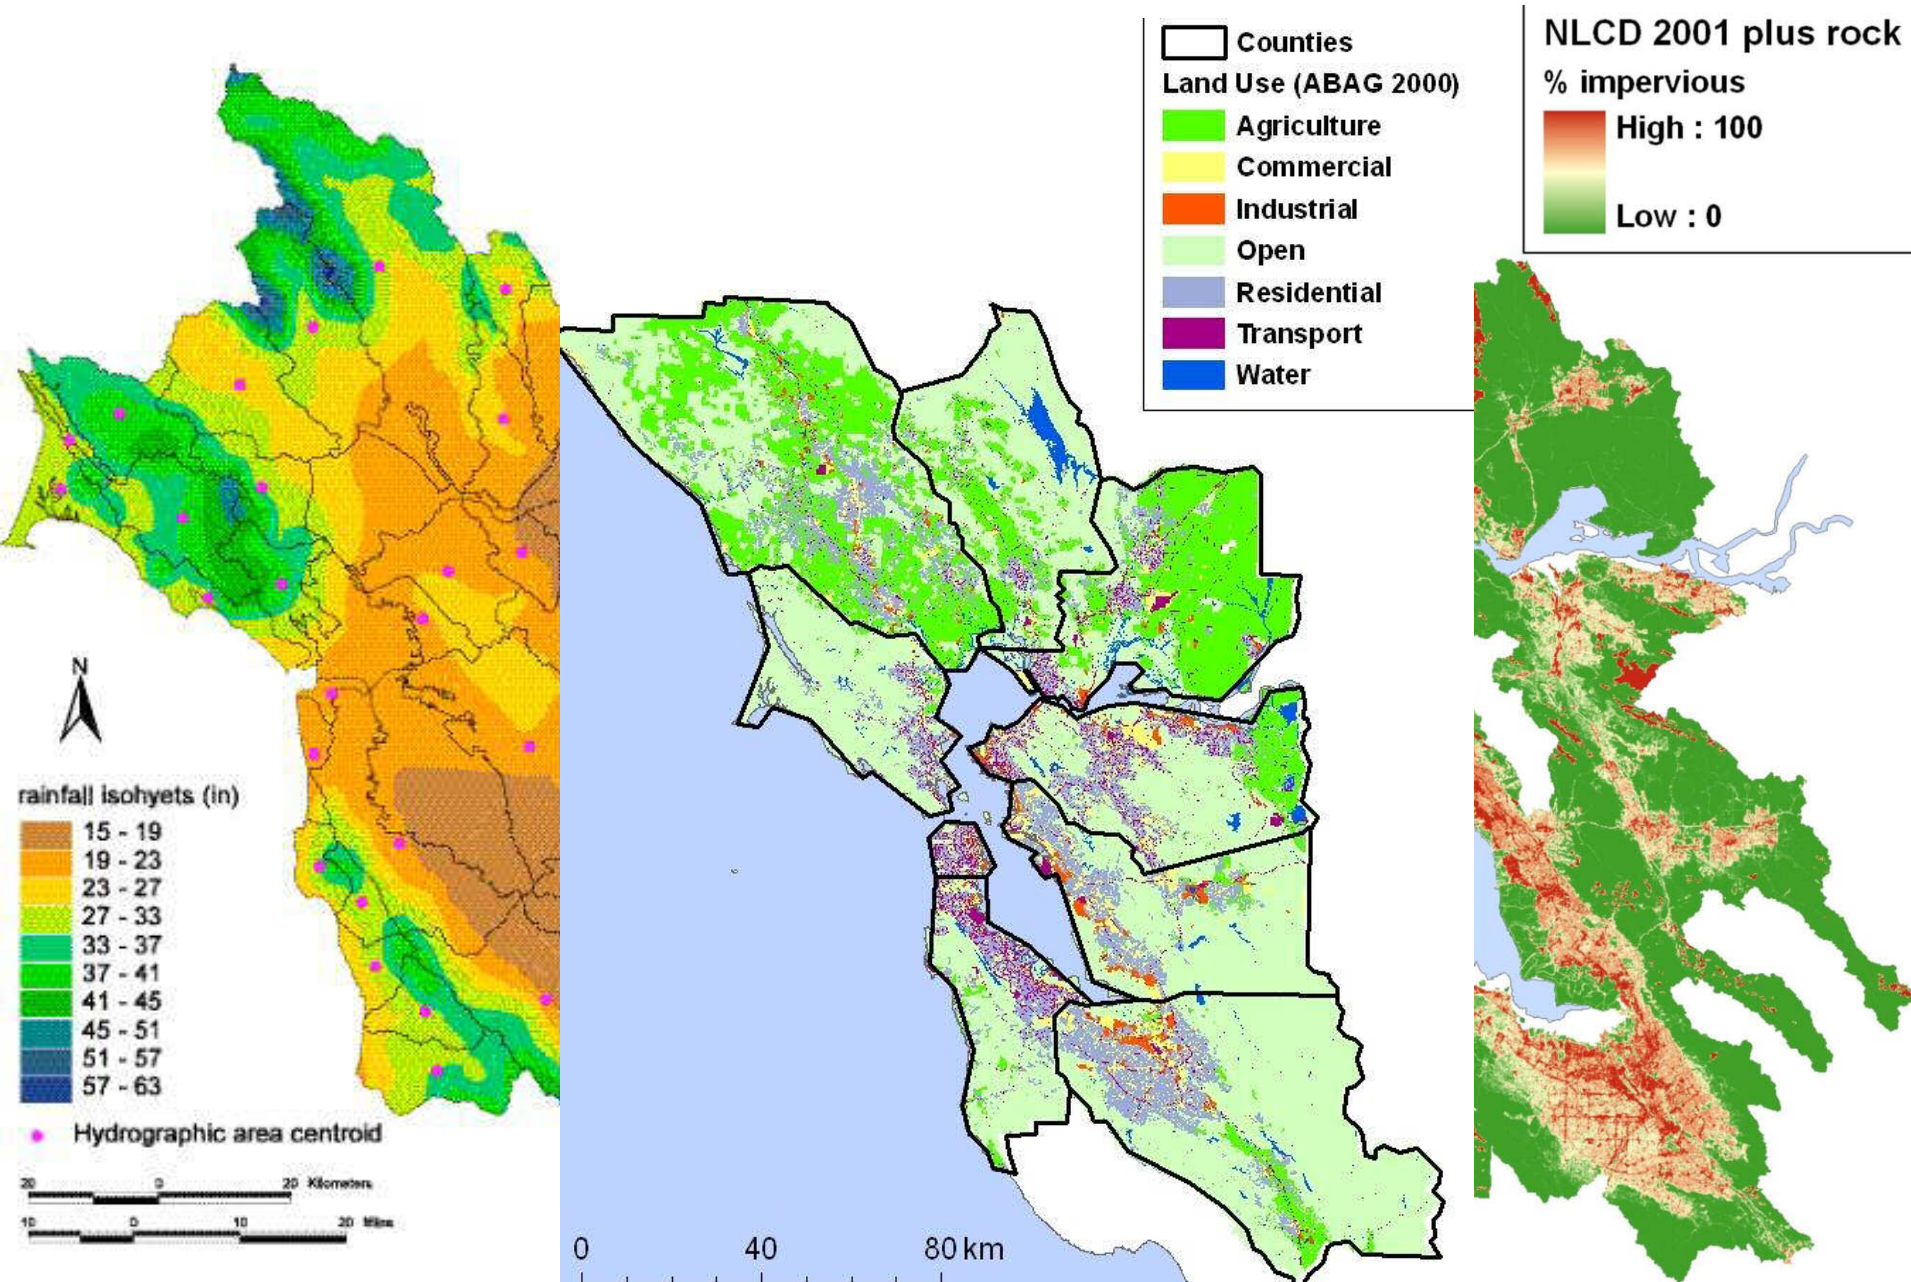 N
rainfall isohyets (in)
15 - 19
19 - 23
23 - 27
27 - 33
33 - 37
37 - 41
41 - 45
45 - 51
51 - 57
57 - 63
Hydrographic area centroid
20 0 20 Kilometers
10 0 10 20 Miles
Counties
Land Use (ABAG 2000)
Agriculture
Commercial
Industrial
Open
Residential
Transport
Water
0 40 80 km
NLCD 2001 plus rock
% impervious
High : 100
Low : 0